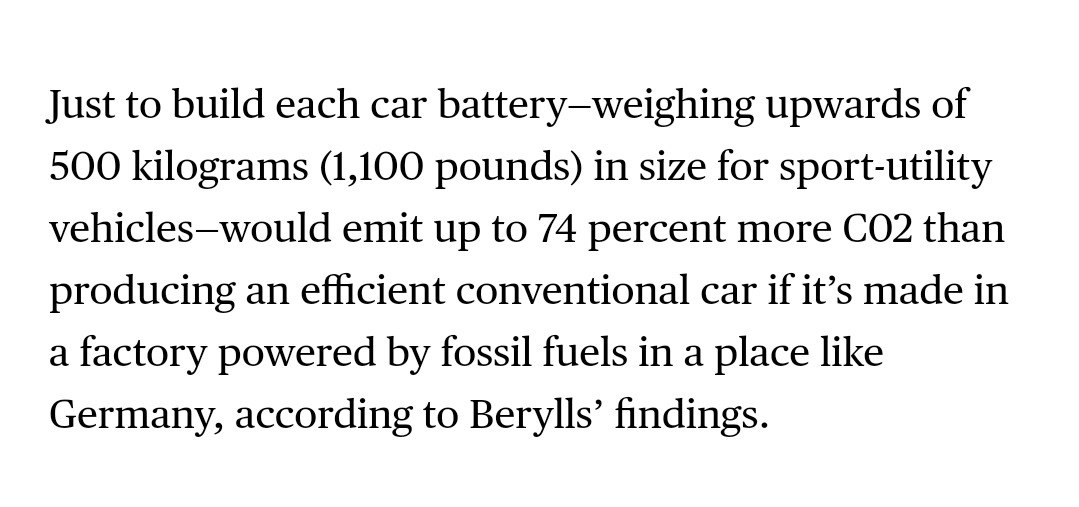 Just to build each car battery—weighing upwards of
500 kilograms (1,100 pounds) in size for sport-utility
vehicles—would emit up to 74 percent more CO2 than
producing an efficient conventional car if it’s made in
a factory powered by fossil fuels in a place like
Germany, according to Berylls’ findings.